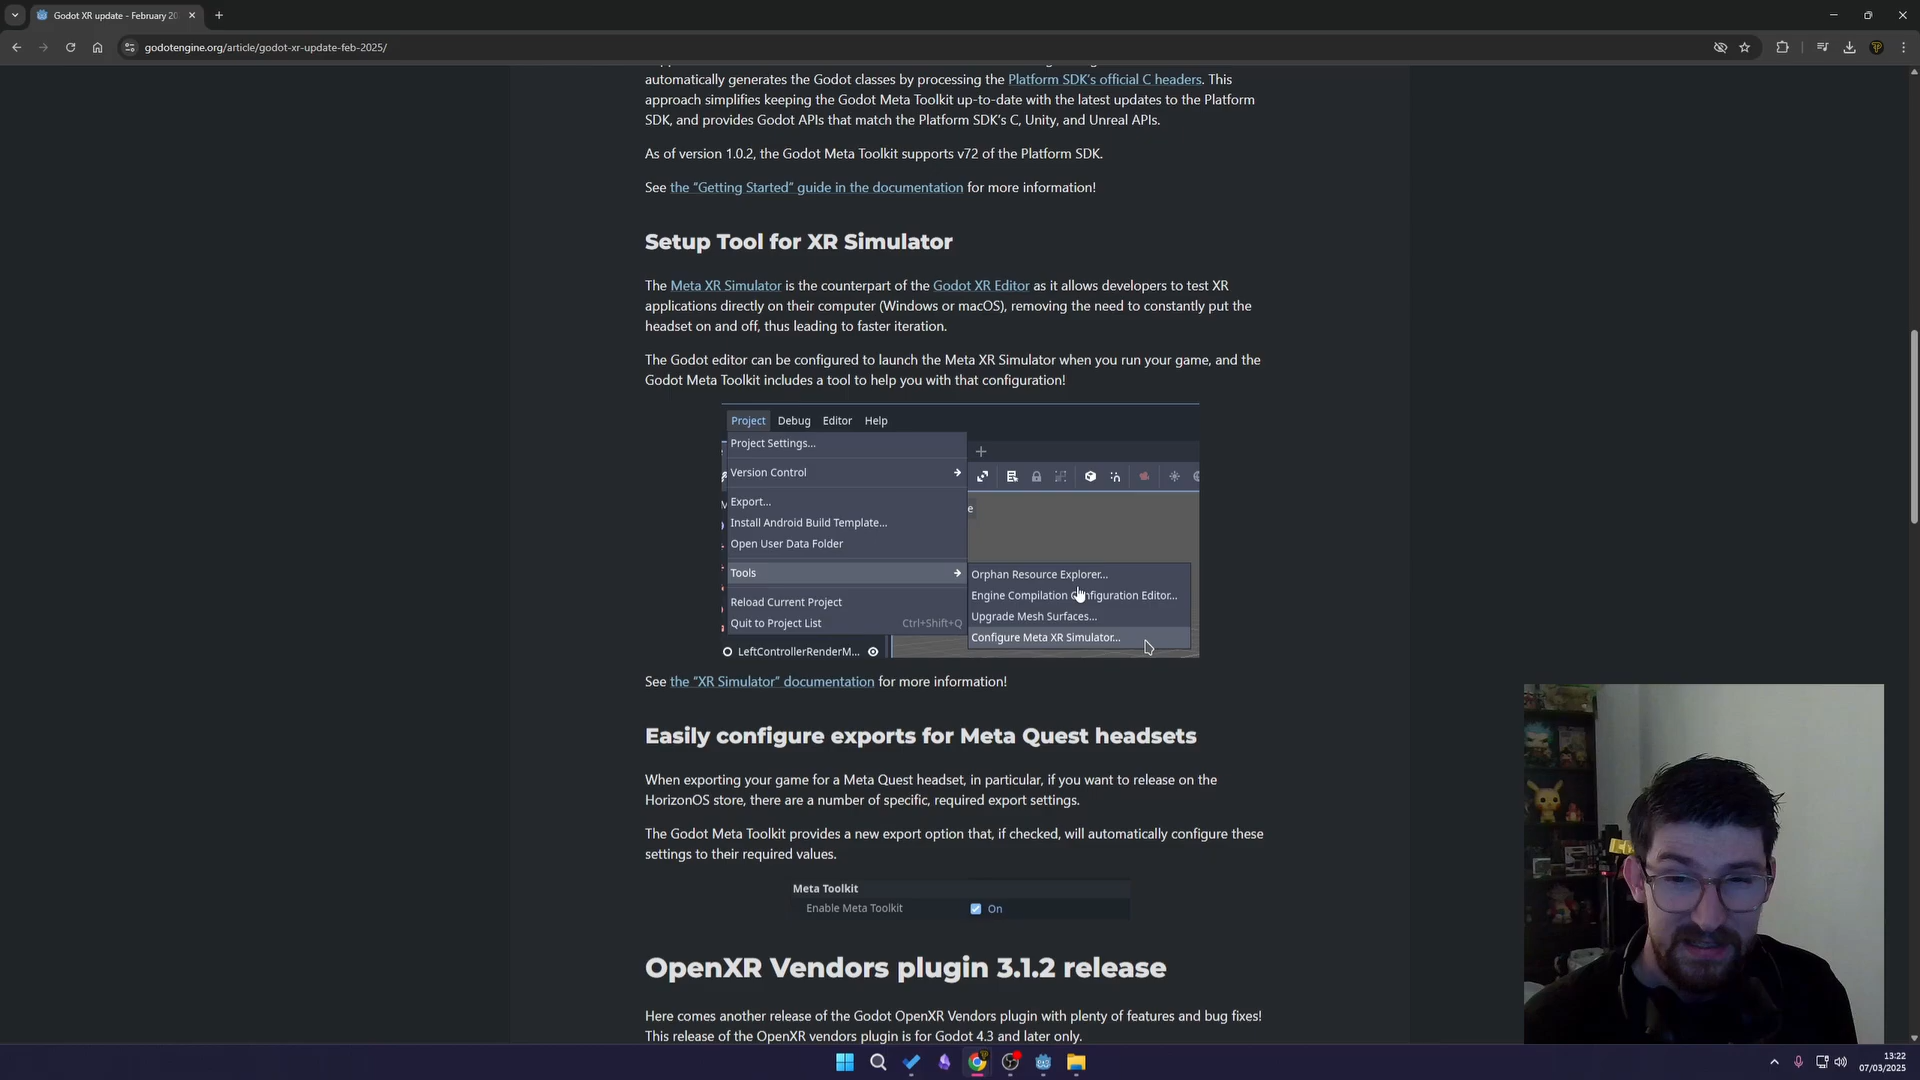 Godot XR update - February 20
godotengine.org/article/godot-xr-update-feb-2025/
automatically generates the Godot classes by processing the Platform SDK's official C headers. This
approach simplifies keeping the Godot Meta Toolkit up-to-date with the latest updates to the Platform
SDK, and provides Godot APIs that match the Platform SDK's C, Unity, and Unreal APIs.
As of version 1.0.2, the Godot Meta Toolkit supports v72 of the Platform SDK.
See the "Getting Started" guide in the documentation for more information!
Setup Tool for XR Simulator
The Meta XR Simulator is the counterpart of the Godot XR Editor as it allows developers to test XR
applications directly on their computer (Windows or macOS), removing the need to constantly put the
headset on and off, thus leading to faster iteration.
The Godot editor can be configured to launch the Meta XR Simulator when you run your game, and the
Godot Meta Toolkit includes a tool to help you with that configuration!
Project Debug Editor Help
Project Settings...
Version Control
Export...
Install Android Build Template...
Open User Data Folder
Tools
Reload Current Project
Quit to Project List Ctrl+Shift+Q
Orphan Resource Explorer...
Engine Compilation Configuration Editor...
Upgrade Mesh Surfaces...
Configure Meta XR Simulator...
LeftControllerRenderM...
See the "XR Simulator" documentation for more information!
Easily configure exports for Meta Quest headsets
When exporting your game for a Meta Quest headset, in particular, if you want to release on the
HorizonOS store, there are a number of specific, required export settings.
The Godot Meta Toolkit provides a new export option that, if checked, will automatically configure these
settings to their required values.
Meta Toolkit
Enable Meta Toolkit On
OpenXR Vendors plugin 3.1.2 release
Here comes another release of the Godot OpenXR Vendors plugin with plenty of features and bug fixes!
This release of the OpenXR vendors plugin is for Godot 4.3 and later only.
13:22
07/03/2025